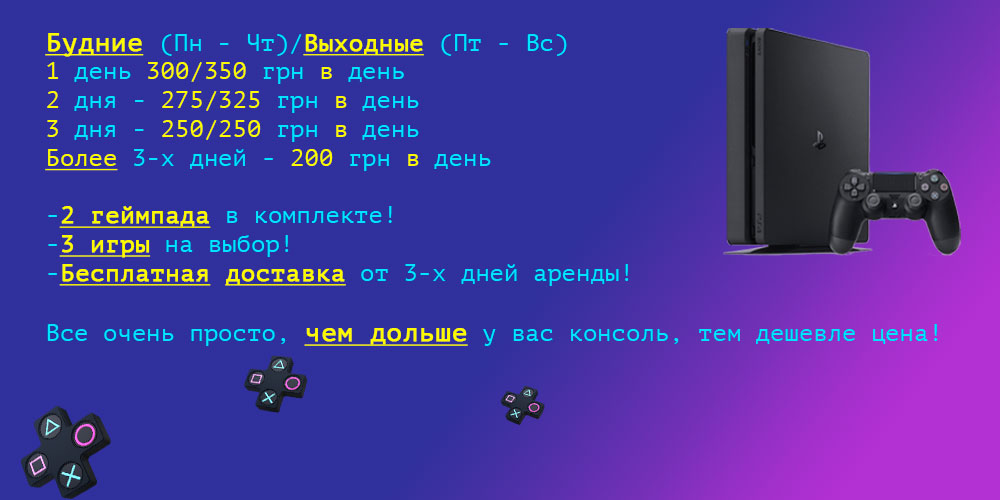 Будние (Пн - Чт)/Выходные (Пт - Вс)
1 день 300/350 грн в день
2 дня - 275/325 грн в день
3 дня - 250/250 грн в день
Более 3-х дней - 200 грн в день
-2 геймпада в комплекте!
-3 игры на выбор!
-Бесплатная доставка от 3-х дней аренды!
Все очень просто, чем дольше у вас консоль, тем дешевле цена!